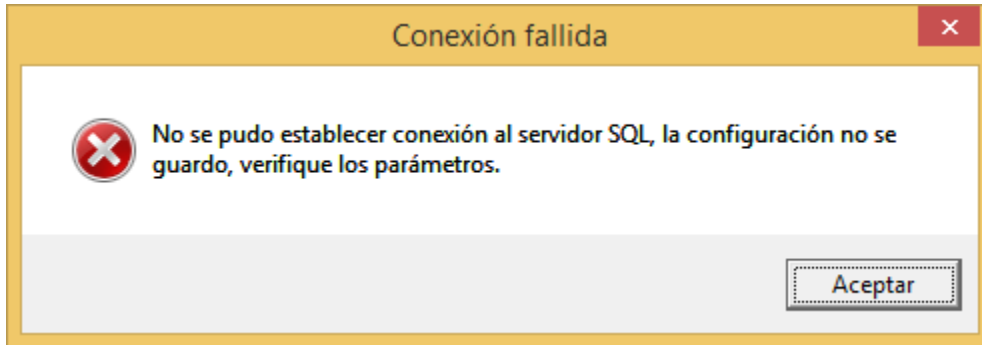 Conexión fallida
No se pudo establecer conexión al servidor SQL, la configuración no se
guardo, verifique los parámetros.
Aceptar